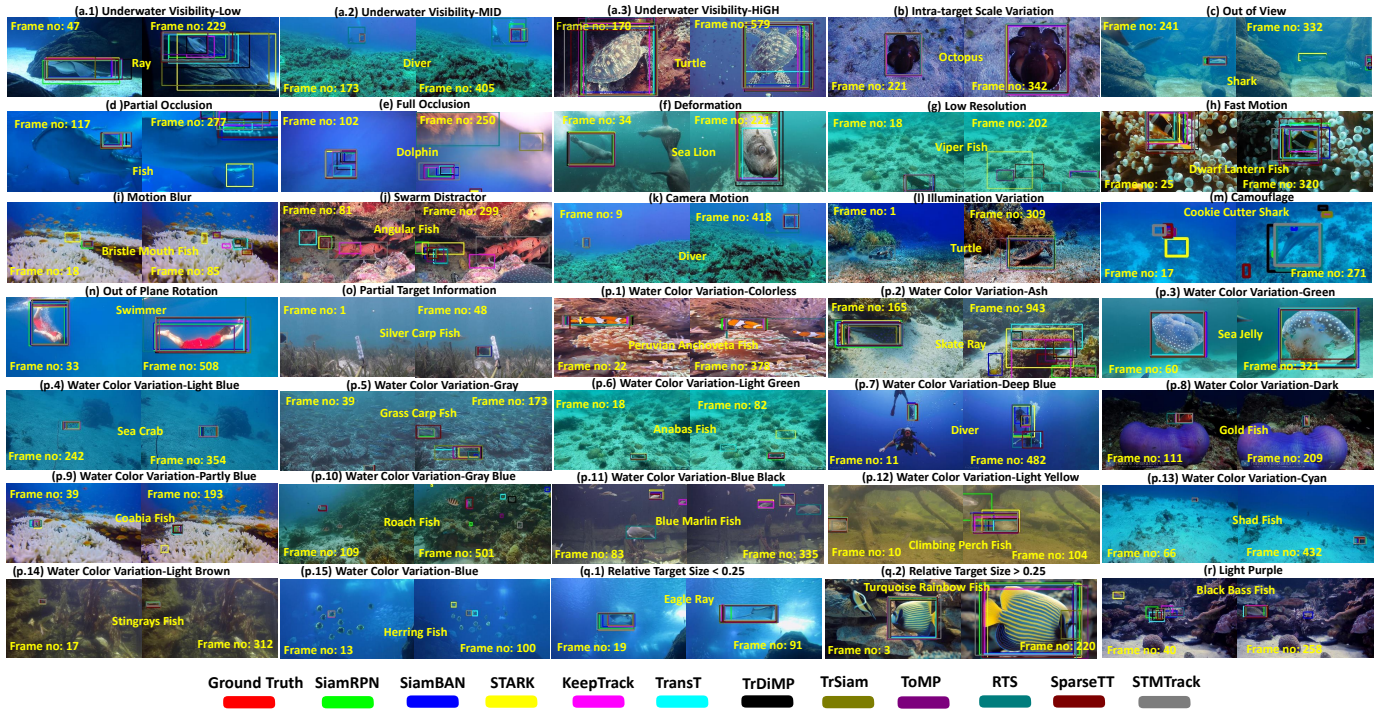 (a.1) Underwater Visibility-Low
Frame no: 47
Frame no: 229
Ray
(a.2) Underwater Visibility-MID
Diver
Frame no: 173
Frame no: 405
(a.3) Underwater Visibility-HiGH
Frame no: 170
Frame no: 579
Turtle
(b) Intra-target Scale Variation
Octopus
Frame no: 221
Frame no: 342
(c) Out of View
Frame no: 241
Frame no: 332
Shark
(d )Partial Occlusion
Frame no: 117
Frame no: 277
Fish
(e) Full Occlusion
Frame no: 102
Frame no: 250
Dolphin
(f) Deformation
Frame no: 34
Frame no: 221
Sea Lion
(g) Low Resolution
Frame no: 18
Frame no: 202
Viper Fish
(h) Fast Motion
Dwarf Lantern Fish
Frame no: 25
Frame no: 320
(i) Motion Blur
Bristle Mouth Fish
Frame no: 18
Frame no: 85
(j) Swarm Distractor
Frame no: 81
Frame no: 299
Angular Fish
(k) Camera Motion
Frame no: 9
Frame no: 418
Diver
(l) Illumination Variation
Frame no: 1
Frame no: 309
Turtle
(m) Camouflage
Cookie Cutter Shark
Frame no: 17
Frame no: 271
(n) Out of Plane Rotation
Swimmer
Frame no: 33
Frame no: 508
(o) Partial Target Information
Frame no: 1
Frame no: 48
Silver Carp Fish
(p.1) Water Color Variation-Colorless
Peruvian Anchoveta Fish
Frame no: 22
Frame no: 378
(p.2) Water Color Variation-Ash
Frame no: 165
Frame no: 943
Skate Ray
(p.3) Water Color Variation-Green
Sea Jelly
Frame no: 60
Frame no: 321
(p.4) Water Color Variation-Light Blue
Sea Crab
Frame no: 242
Frame no: 354
(p.5) Water Color Variation-Gray
Frame no: 39
Frame no: 173
Grass Carp Fsh
(p.6) Water Color Variation-Light Green
Frame no: 18
Frame no: 82
Anabas Fish
(p.7) Water Color Variation-Deep Blue
Diver
Frame no: 11
Frame no: 482
(p.8) Water Color Variation-Dark
Gold Fish
Frame no: 111
Frame no: 209
(p.9) Water Color Variation-Partly Blue
Frame no: 39
Frame no: 193
Coabia Fish
(p.10) Water Color Variation-Gray Blue
Roach Fish
Frame no: 109
Frame no: 501
(p.11) Water Color Variation-Blue Black
Blue Marlin Fish
Frame no: 83
Frame no: 335
(p.12) Water Color Variation-Light Yellow
Climbing Perch Fish
Frame no: 10
Frame no: 104
(p.13) Water Color Variation-Cyan
Shad Fish
Frame no: 66
Frame no: 432
(p.14) Water Color Variation-Light Brown
Stingrays Fish
Frame no: 17
Frame no: 312
(p.15) Water Color Variation-Blue
Herring Fish
Frame no: 13
Frame no: 100
(q.1) Relative Target Size < 0.25
Eagle Ray
Frame no: 19
Frame no: 91
(q.2) Relative Target Size > 0.25
Turquoise Rainbow Fish
Frame no: 3
Frame no: 220
(r) Light Purple
Black Bass Fish
Frame no: 40
Frame no: 258
Ground Truth SiamRPN SiamBAN STARK KeepTrack TransT TrDiMP TrSiam ToMP RTS SparseTT STMTrack